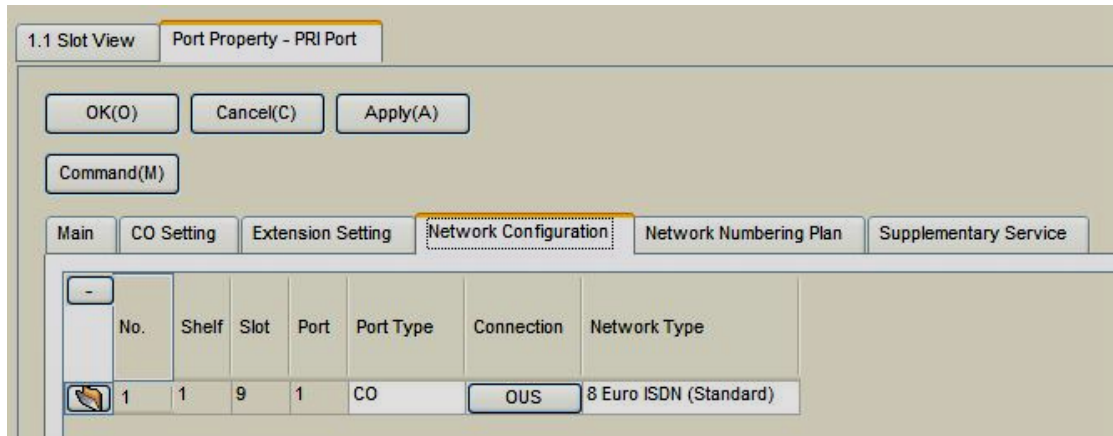 1.1 Slot View Port Property - PRI Port
OK(O) Cancel(C) Apply(A)
Command(M)
Main CO Setting Extension Setting Network Configuration Network Numbering Plan Supplementary Service
-
No. Shelf Slot Port Port Type Connection Network Type
1 1 9 1 CO OUS 8 Euro ISDN (Standard)